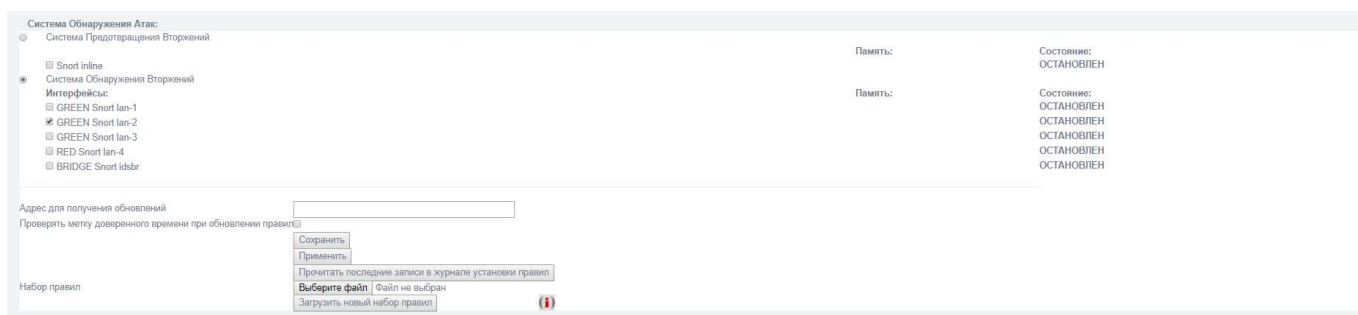 Система Обнаружения Атак:
Система Предотвращения Вторжений
Память: Состояние:
Snort inline ОСТАНОВЛЕН
Система Обнаружения Вторжений
Интерфейсы: Память: Состояние:
GREEN Snort lan-1 ОСТАНОВЛЕН
GREEN Snort lan-2 ОСТАНОВЛЕН
GREEN Snort lan-3 ОСТАНОВЛЕН
RED Snort lan-4 ОСТАНОВЛЕН
BRIDGE Snort idsbr ОСТАНОВЛЕН
Адрес для получения обновлений
Проверять метку доверенного времени при обновлении правил
Сохранить
Применить
Прочитать последние записи в журнале установки правил
Набор правил Выберите файл Файл не выбран
Загрузить новый набор правил (i)